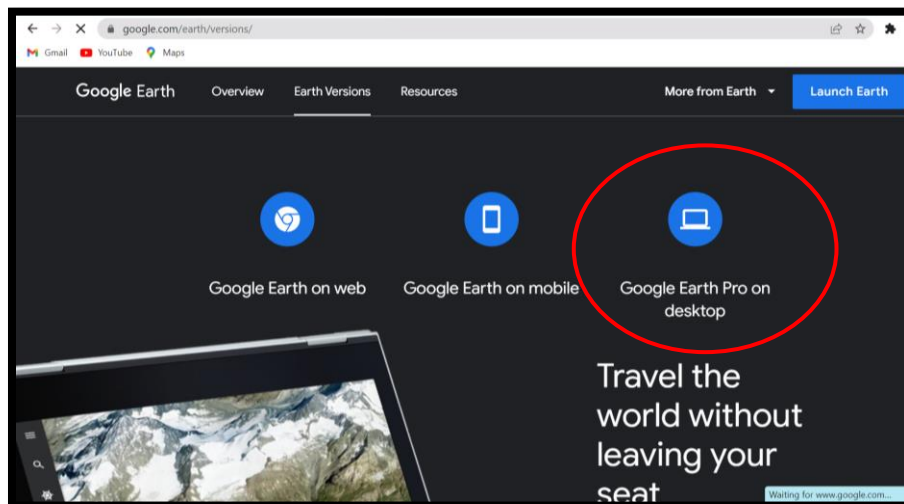 google.com/earth/versions/
Gmail YouTube Maps
Google Earth Overview Earth Versions Resources More from Earth Launch Earth
Google Earth on web Google Earth on mobile Google Earth Pro on
desktop
Travel the
world without
leaving your
seat
Waiting for www.google.com...